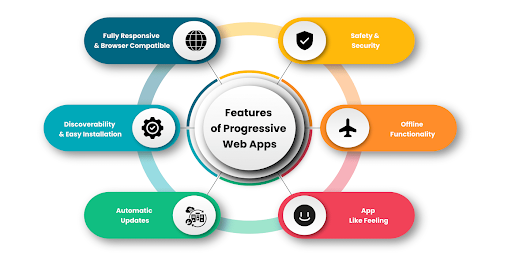 Fully Responsive
& Browser Compatible
Safety &
Security
Discoverability
& Easy Installation
Features
of Progressive
Web Apps
Offline
Functionality
Automatic
Updates
App
Like Feeling